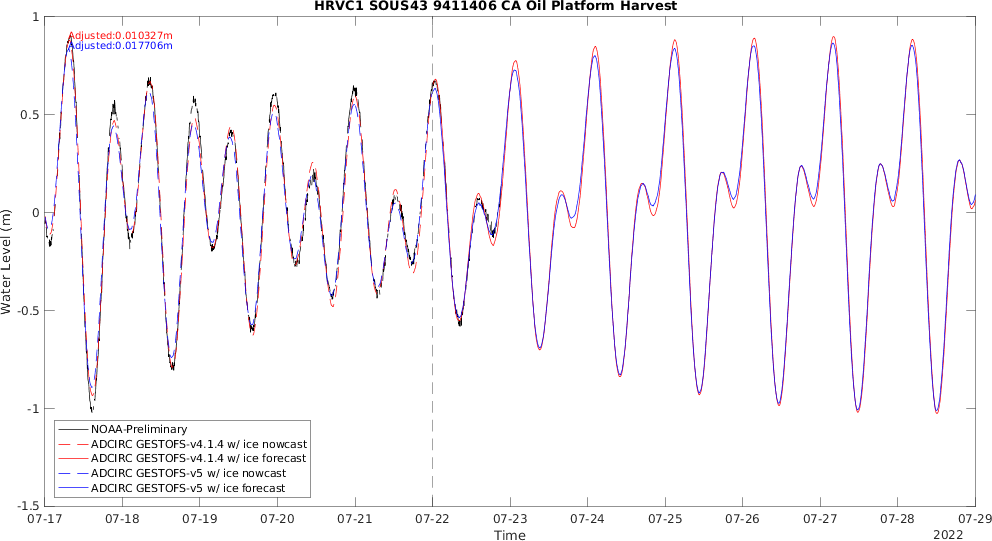 HRVC1 SOUS43 9411406 CA Oil Platform Harvest
Adjusted:0.010327m
Adjusted:0.017706m
Water Level (m)
1
0.5
0
-0.5
-1
-1.5
NOAA-Preliminary
ADCIRC GESTOFS-v4.1.4 w/ ice nowcast
ADCIRC GESTOFS-v4.1.4 w/ ice forecast
ADCIRC GESTOFS-v5 w/ ice nowcast
ADCIRC GESTOFS-v5 w/ ice forecast
07-17 07-18 07-19 07-20 07-21 07-22 07-23 07-24 07-25 07-26 07-27 07-28 07-29
Time
2022